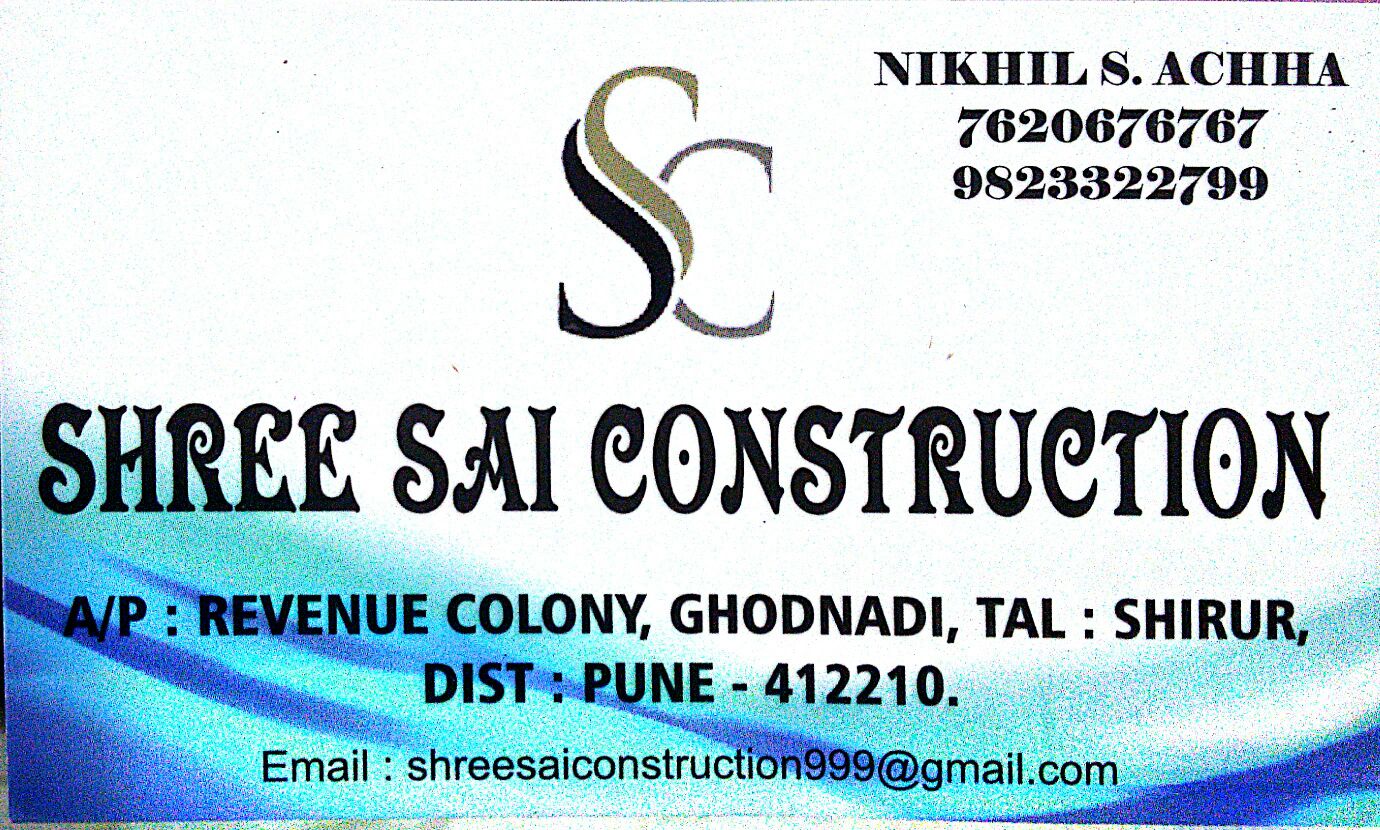 NIKHIL S. ACHHA
7620676767
9823322799
SSC
SHREE SAI CONSTRUCTION
A/P : REVENUE COLONY, GHODNADI, TAL : SHIRUR,
DIST : PUNE - 412210.
Email : shreesaiconstruction999@gmail.com